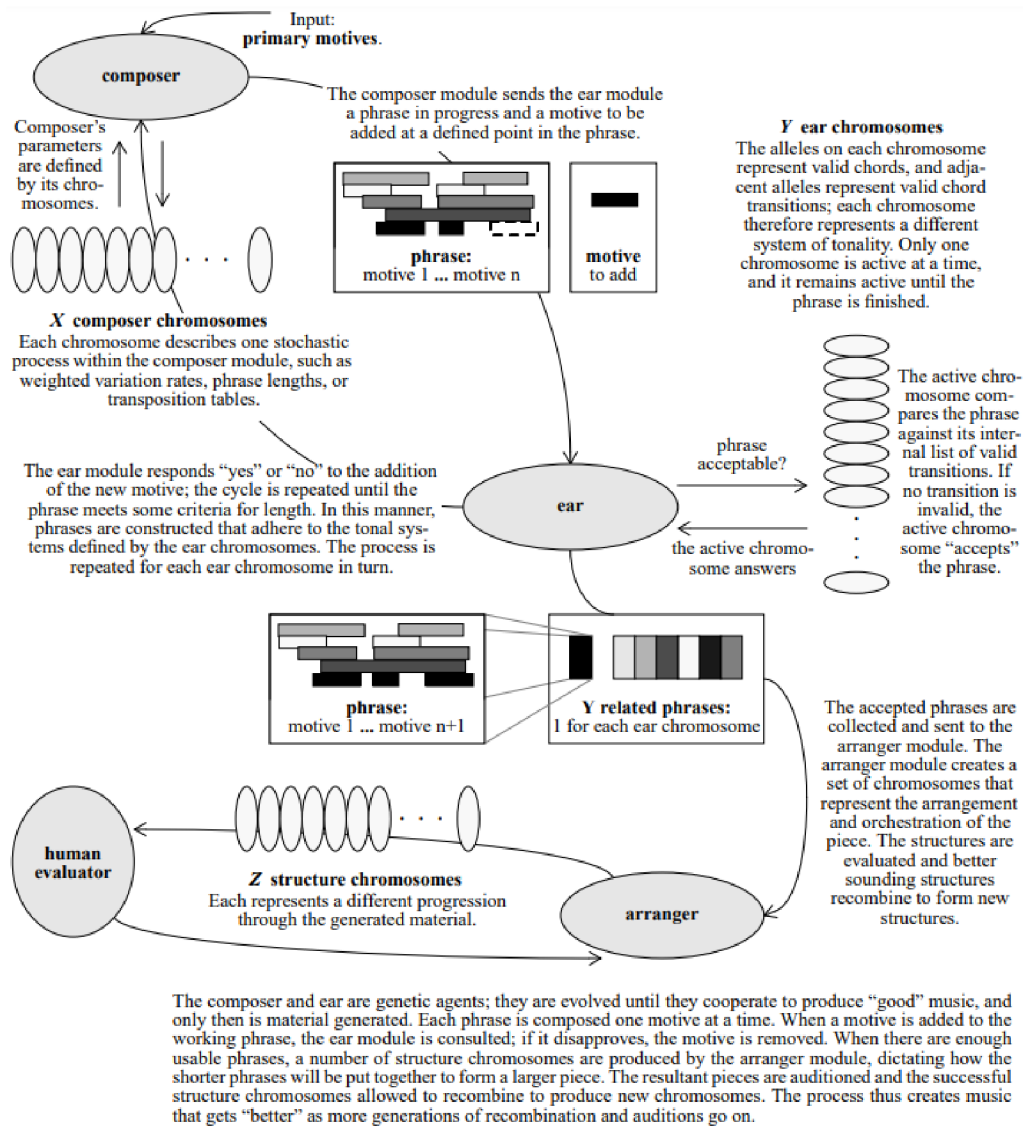 Input:
primary motives.
composer
The composer module sends the ear module
a phrase in progress and a motive to be
added at a defined point in the phrase.
Composer's
parameters
are defined
by its chro-
mosomes.
Y ear chromosomes
The alleles on each chromosome
represent valid chords, and adja-
cent alleles represent valid chord
transitions; each chromosome
therefore represents a different
system of tonality. Only one
chromosome is active at a time,
and it remains active until the
phrase is finished.
phrase:
motive 1 ... motive n
motive
to add
. . .
X composer chromosomes
Each chromosome describes one stochastic
process within the composer module, such as
weighted variation rates, phrase lengths, or
transposition tables.
The active chro-
mosome com-
pares the phrase
against its inter-
nal list of valid
transitions. If
no transition is
invalid, the
active chromo-
some “accepts”
the phrase.
phrase
acceptable?
The ear module responds “yes” or “no” to the addition
of the new motive; the cycle is repeated until the
phrase meets some criteria for length. In this manner,
phrases are constructed that adhere to the tonal sys-
tems defined by the ear chromosomes. The process is
repeated for each ear chromosome in turn.
ear
the active chromo-
some answers
.
.
.
phrase:
motive 1 ... motive n+1
Y related phrases:
1 for each ear chromosome
The accepted phrases are
collected and sent to the
arranger module. The
arranger module creates a
set of chromosomes that
represent the arrangement
and orchestration of the
piece. The structures are
evaluated and better
sounding structures
recombine to form new
structures.
. . .
human
evaluator
Z structure chromosomes
Each represents a different progression
through the generated material.
arranger
The composer and ear are genetic agents; they are evolved until they cooperate to produce “good” music, and
only then is material generated. Each phrase is composed one motive at a time. When a motive is added to the
working phrase, the ear module is consulted; if it disapproves, the motive is removed. When there are enough
usable phrases, a number of structure chromosomes are produced by the arranger module, dictating how the
shorter phrases will be put together to form a larger piece. The resultant pieces are auditioned and the successful
structure chromosomes allowed to recombine to produce new chromosomes. The process thus creates music
that gets “better” as more generations of recombination and auditions go on.